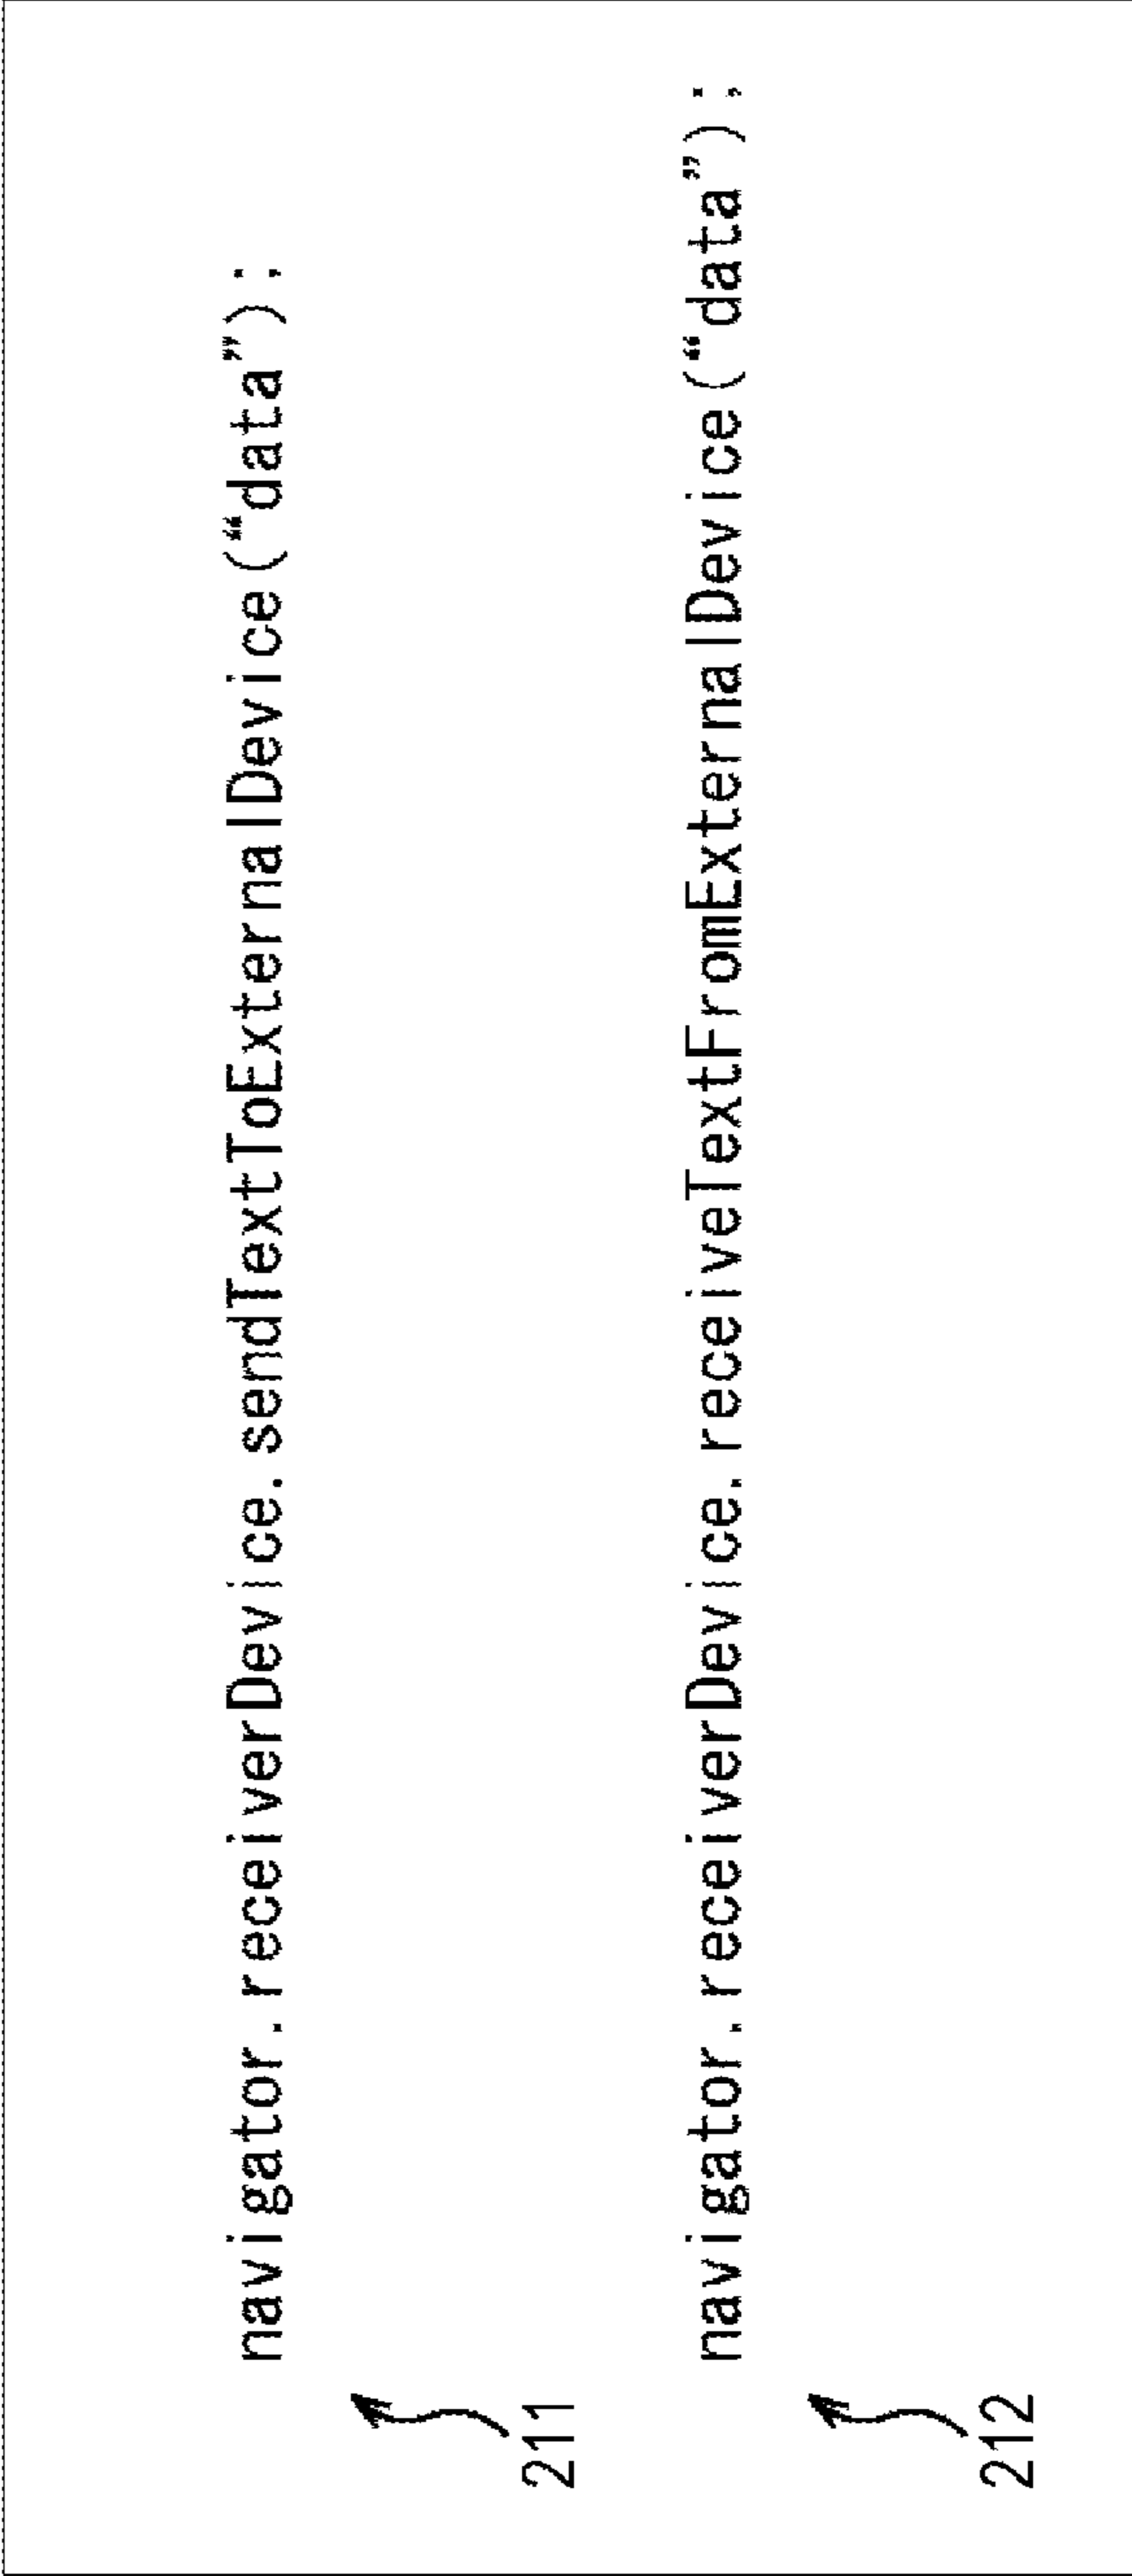 navigator.receiverDevice.sendTextToExternalDevice(“data”);
211
navigator.receiverDevice.receiveTextFromExternalDevice(“data”);
212